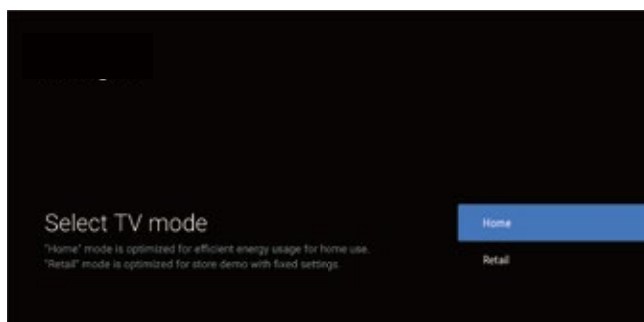 Select TV mode
"Home" mode is optimized for efficient energy usage for home use.
"Retail" mode is optimized for store demo with fixed settings.
Home
Retail